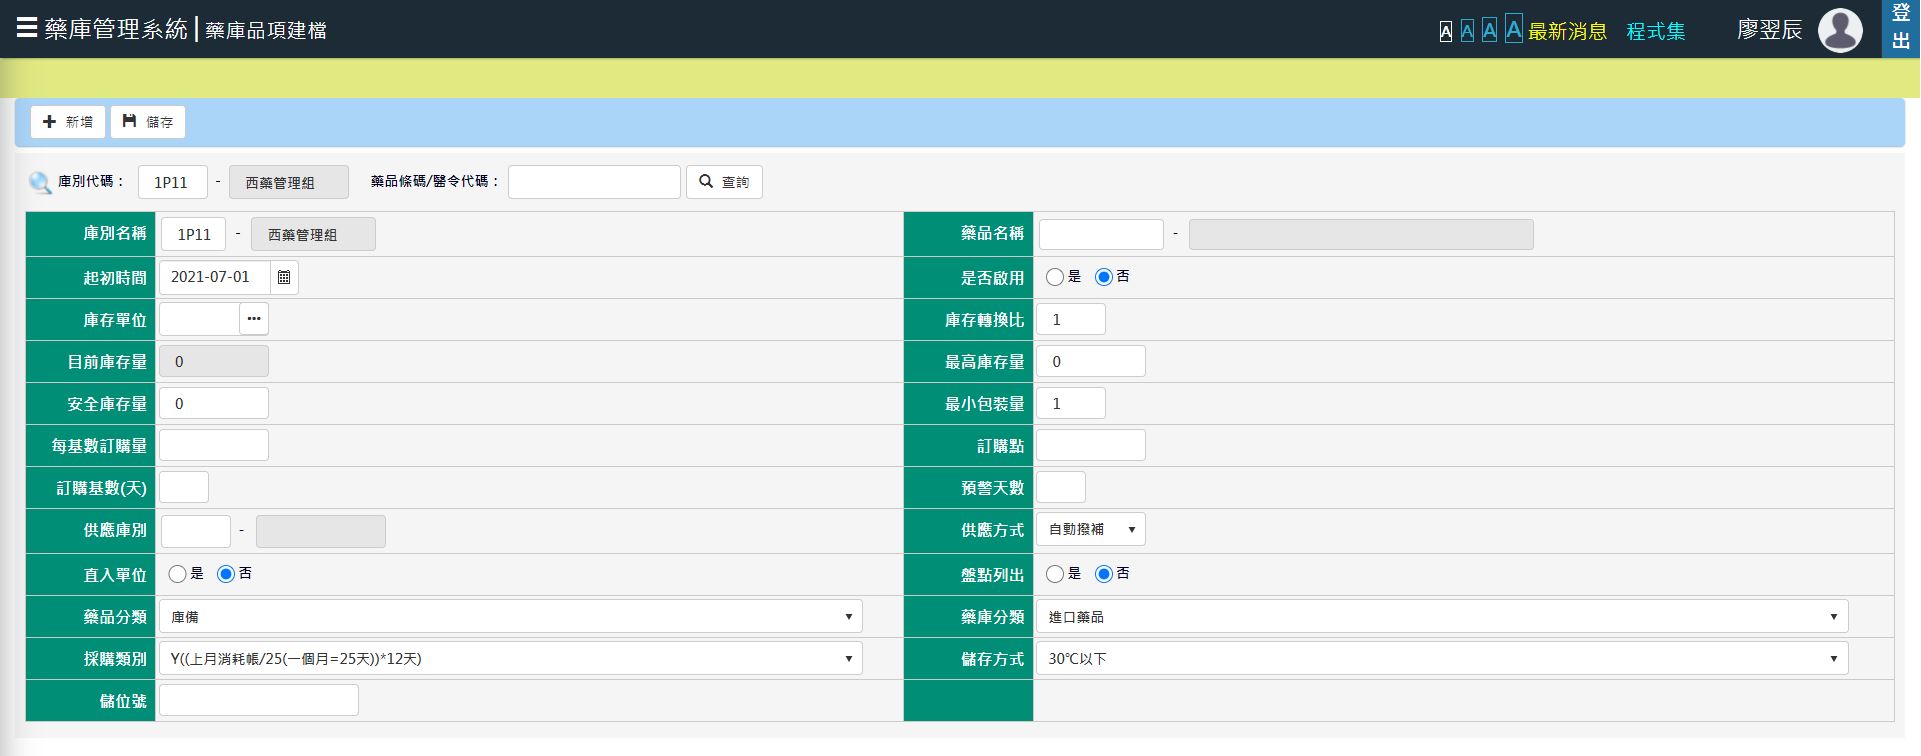 藥庫管理系統 | 藥庫品項建檔 A A A A 最新消息 程式集 廖翌辰 登出
新增 儲存
庫別代碼： 1P11 - 西藥管理組 藥品條碼/醫令代碼： 查詢
庫別名稱 1P11 - 西藥管理組 藥品名稱 -
起初時間 2021-07-01 是否啟用 是 否
庫存單位 ... 庫存轉換比 1
目前庫存量 0 最高庫存量 0
安全庫存量 0 最小包裝量 1
每基數訂購量 訂購點
訂購基數(天) 預警天數
供應庫別 - 供應方式 自動撥補
直入單位 是 否 盤點列出 是 否
藥品分類 庫備 藥庫分類 進口藥品
採購類別 Y((上月消耗帳/25(一個月=25天))*12天) 儲存方式 30℃以下
儲位號